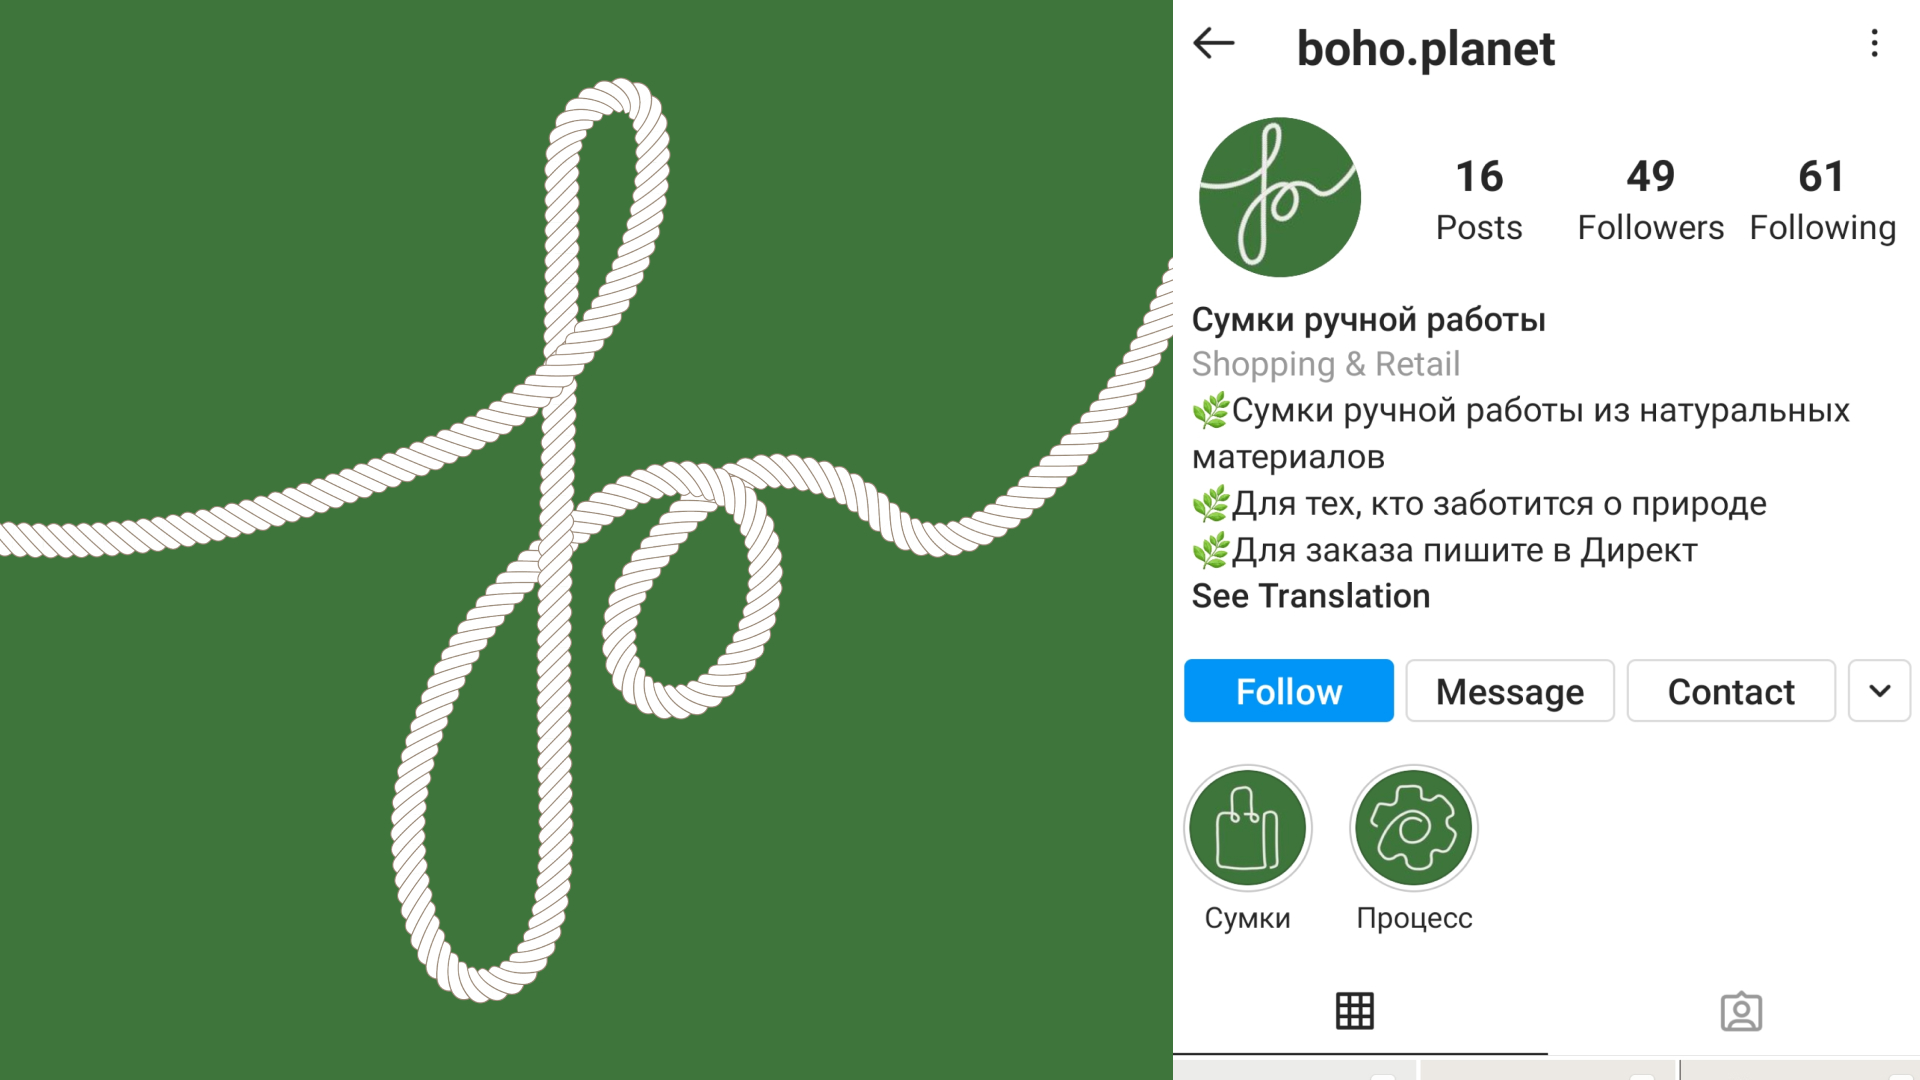 boho.planet
16 49 61
Posts Followers Following
Сумки ручной работы
Shopping & Retail
🌿Сумки ручной работы из натуральных
материалов
🌿Для тех, кто заботится о природе
🌿Для заказа пишите в Директ
See Translation
Follow Message Contact
Сумки Процесс